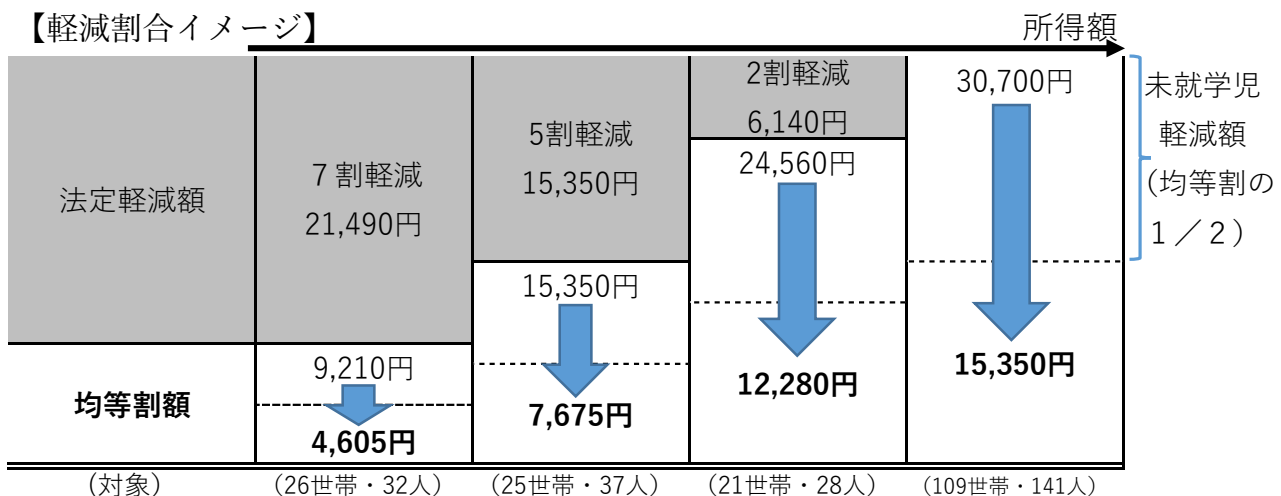 【軽減割合イメージ】
所得額
法定軽減額
７割軽減
21,490円
5割軽減
15,350円
2割軽減
6,140円
30,700円
24,560円
15,350円
9,210円
均等割額
4,605円
7,675円
12,280円
15,350円
未就学児
軽減額
(均等割の
１／２）
(対象)
(26世帯・32人)
(25世帯・37人)
(21世帯・28人)
(109世帯・141人)